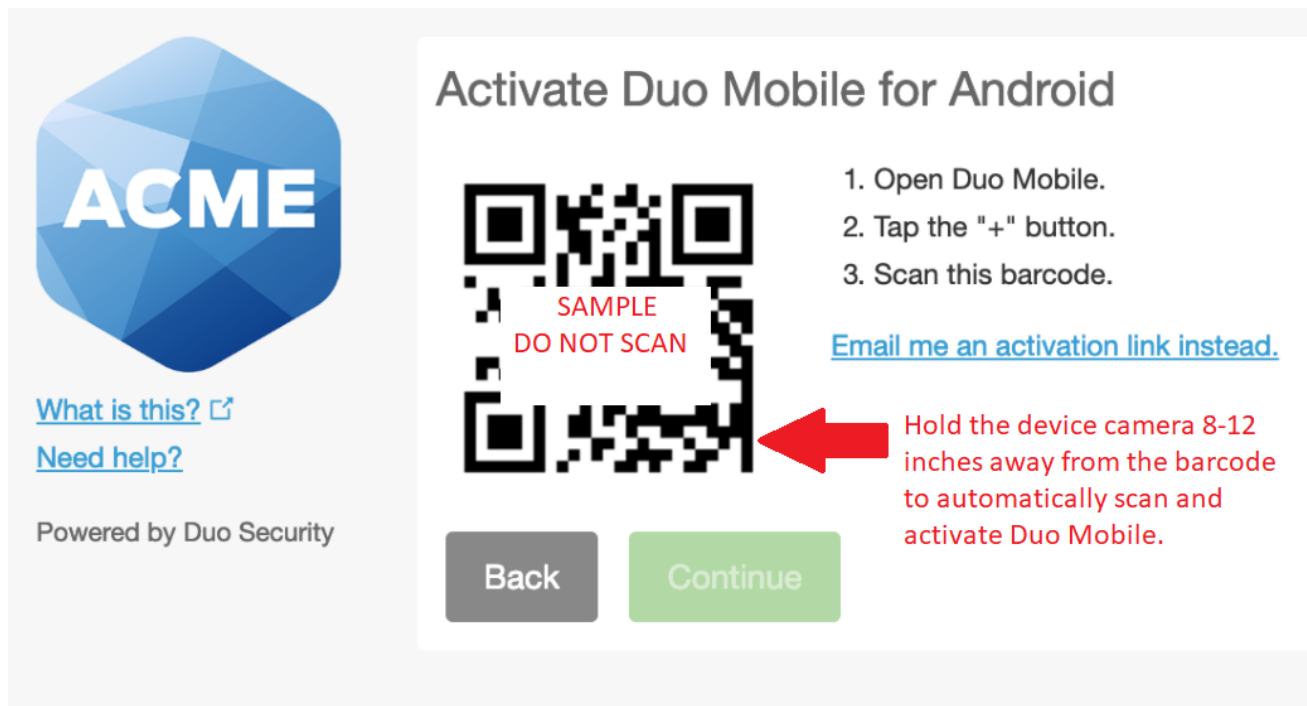 ACME
What is this?
Need help?
Powered by Duo Security
Activate Duo Mobile for Android
SAMPLE
DO NOT SCAN
1. Open Duo Mobile.
2. Tap the "+" button.
3. Scan this barcode.
Email me an activation link instead.
Hold the device camera 8-12
inches away from the barcode
to automatically scan and
activate Duo Mobile.
Back
Continue